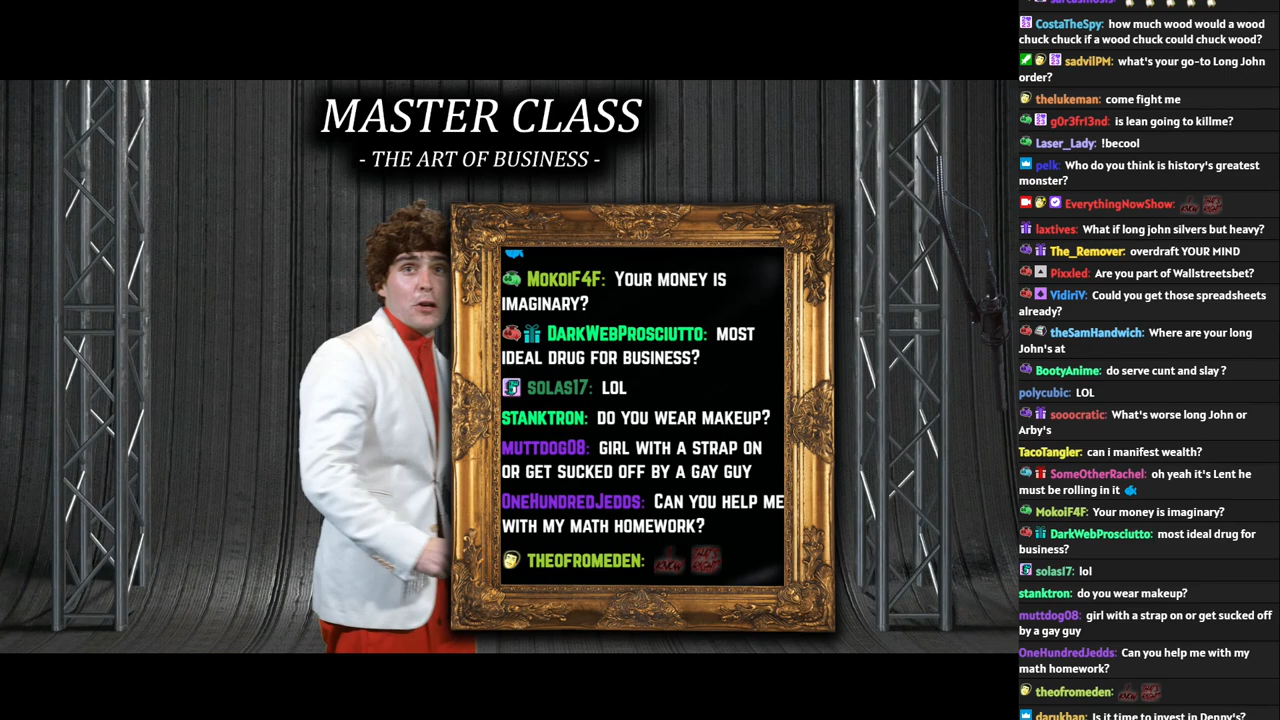 MASTER CLASS
- THE ART OF BUSINESS -
MokoiF4F: Your money is
imaginary?
DarkWebProsciutto: most
ideal drug for business?
solas17: lol
stanktron: do you wear makeup?
muttdog08: girl with a strap on
or get sucked off by a gay guy
OneHundredJedds: Can you help me
with my math homework?
theofromeden:
CostaTheSpy: how much wood would a wood
chuck chuck if a wood chuck could chuck wood?
sadvilPM: what's your go-to Long John
order?
thelukeman: come fight me
g0r3fr13nd: is lean going to killme?
Laser_Lady: !becool
pelk: Who do you think is history's greatest
monster?
EverythingNowShow:
laxtives: What if long john silvers but heavy?
The_Remover: overdraft YOUR MIND
Pixxled: Are you part of Wallstreetsbet?
VidiriV: Could you get those spreadsheets
already?
theSamHandwich: Where are your long
John's at
BootyAnime: do serve cunt and slay ?
polycubic: LOL
sooocratic: What's worse long John or
Arby's
TacoTangler: can i manifest wealth?
SomeOtherRachel: oh yeah it's Lent he
must be rolling in it
MokoiF4F: Your money is imaginary?
DarkWebProsciutto: most ideal drug for
business?
solas17: lol
stanktron: do you wear makeup?
muttdog08: girl with a strap on or get sucked off
by a gay guy
OneHundredJedds: Can you help me with my
math homework?
theofromeden:
darukhan: Is it time to invest in Denny's?